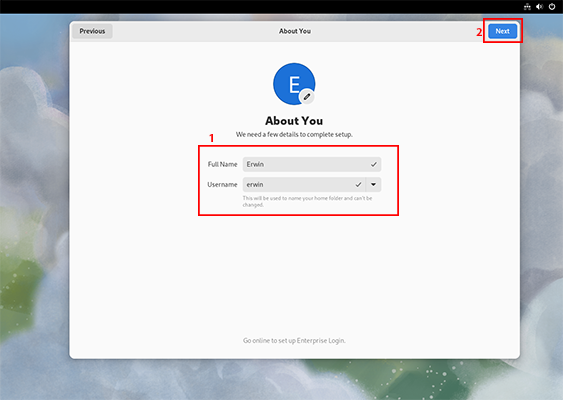 Previous
About You
2
Next
E
About You
We need a few details to complete setup.
1
Full Name Erwin
Username erwin
This will be used to name your home folder and can't be
changed.
Go online to set up Enterprise Login.